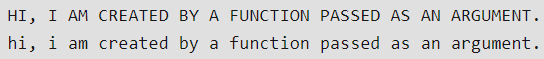 HI, I AM CREATED BY A FUNCTION PASSED AS AN ARGUMENT.
hi, i am created by a function passed as an argument.